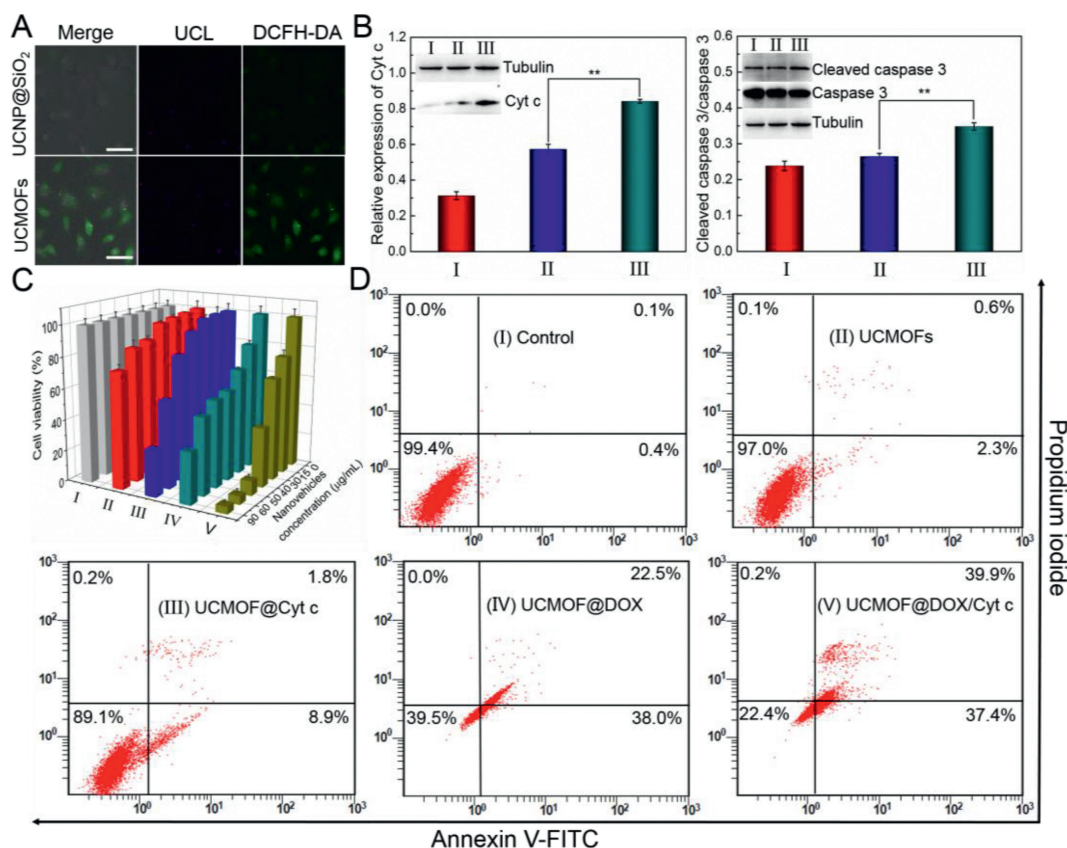 A
Merge UCL DCFH-DA
UCNP@SiO2
UCMOFs
B
Relative expression of Cyt c
1.2
1.0
0.8
0.6
0.4
0.2
0.0
I II III
Tubulin
Cyt c
**
I II III
Cleaved caspase 3/caspase 3
0.6
0.5
0.4
0.3
0.2
0.1
0.0
I II III
Cleaved caspase 3
Caspase 3
Tubulin
**
I II III
C
Cell viability (%)
100
80
60
40
20
0
I II III IV V
90 60 50 40 30 15 0
Nanovehicles
concentration (μg/mL)
D
10³
10²
10¹
10⁰
0.0% 0.1%
(I) Control
99.4% 0.4%
10⁰ 10¹ 10² 10³
10³
10²
10¹
10⁰
0.1% 0.6%
(II) UCMOFs
97.0% 2.3%
10⁰ 10¹ 10² 10³
10³
10²
10¹
10⁰
0.2% 1.8%
(III) UCMOF@Cyt c
89.1% 8.9%
10⁰ 10¹ 10² 10³
10³
10²
10¹
10⁰
0.0% 22.5%
(IV) UCMOF@DOX
39.5% 38.0%
10⁰ 10¹ 10² 10³
10³
10²
10¹
10⁰
0.2% 39.9%
(V) UCMOF@DOX/Cyt c
22.4% 37.4%
10⁰ 10¹ 10² 10³
Propidium iodide
Annexin V-FITC